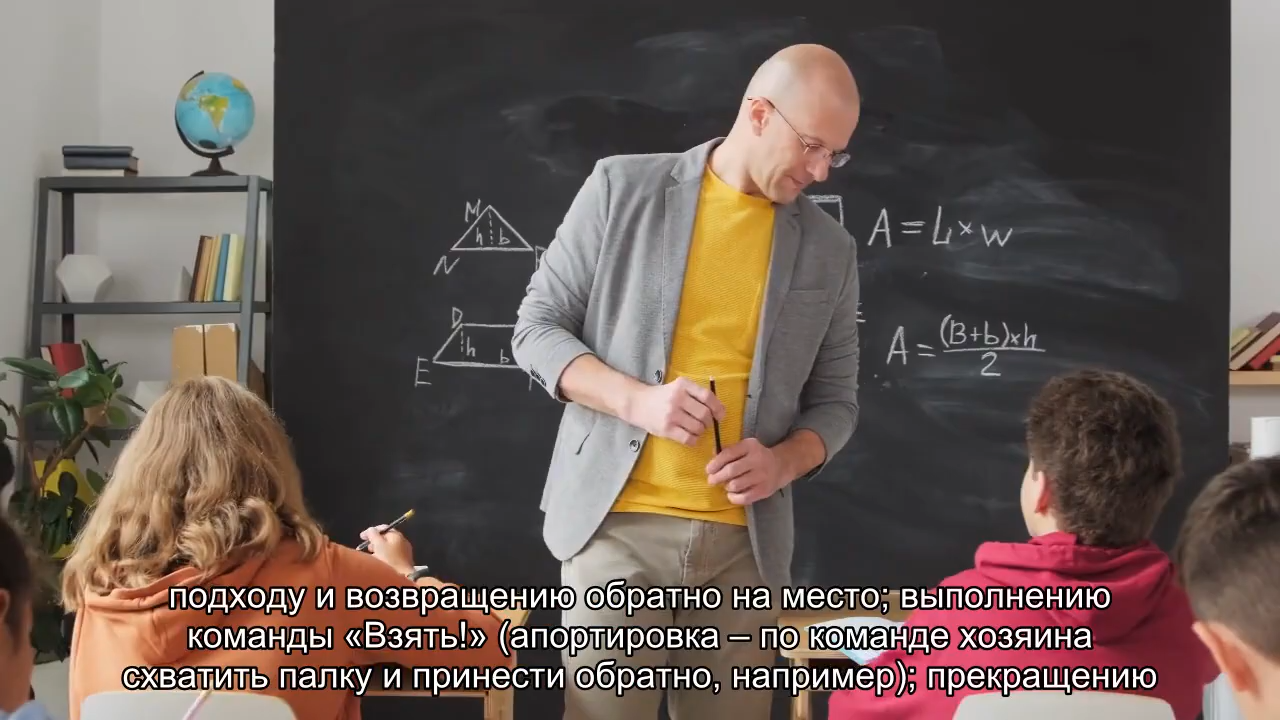 M
h b
N
A = L × W
D
h b
E
A = (B+b)×h
2
подходу и возвращению обратно на место; выполнению
команды «Взять!» (апортировка – по команде хозяина
схватить палку и принести обратно, например); прекращению